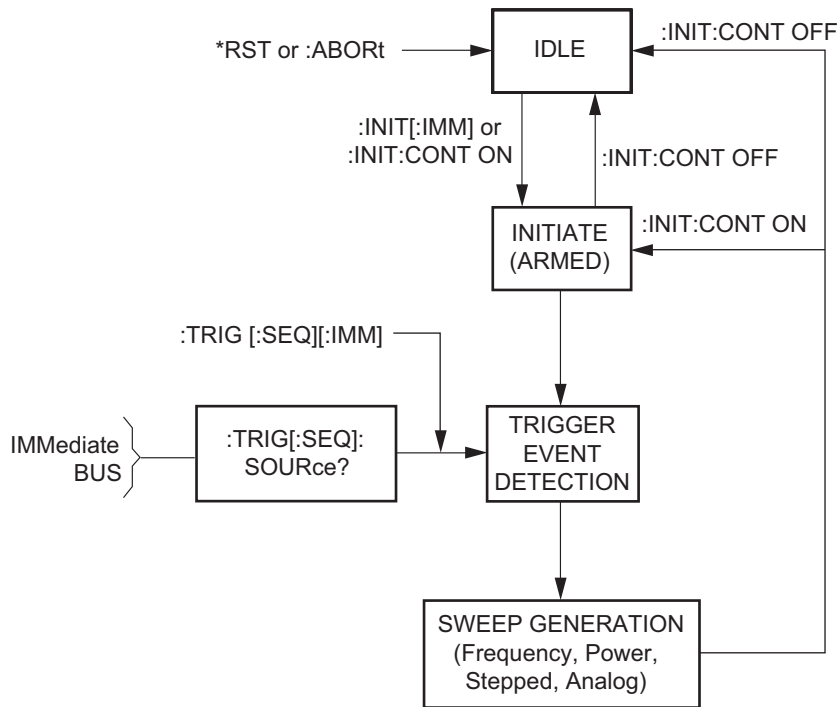 *RST or :ABORt
IDLE
:INIT:CONT OFF
:INIT[:IMM] or
:INIT:CONT ON
:INIT:CONT OFF
INITIATE
(ARMED)
:INIT:CONT ON
:TRIG [:SEQ][:IMM]
IMMediate
BUS
:TRIG[:SEQ]:
SOURce?
TRIGGER
EVENT
DETECTION
SWEEP GENERATION
(Frequency, Power,
Stepped, Analog)